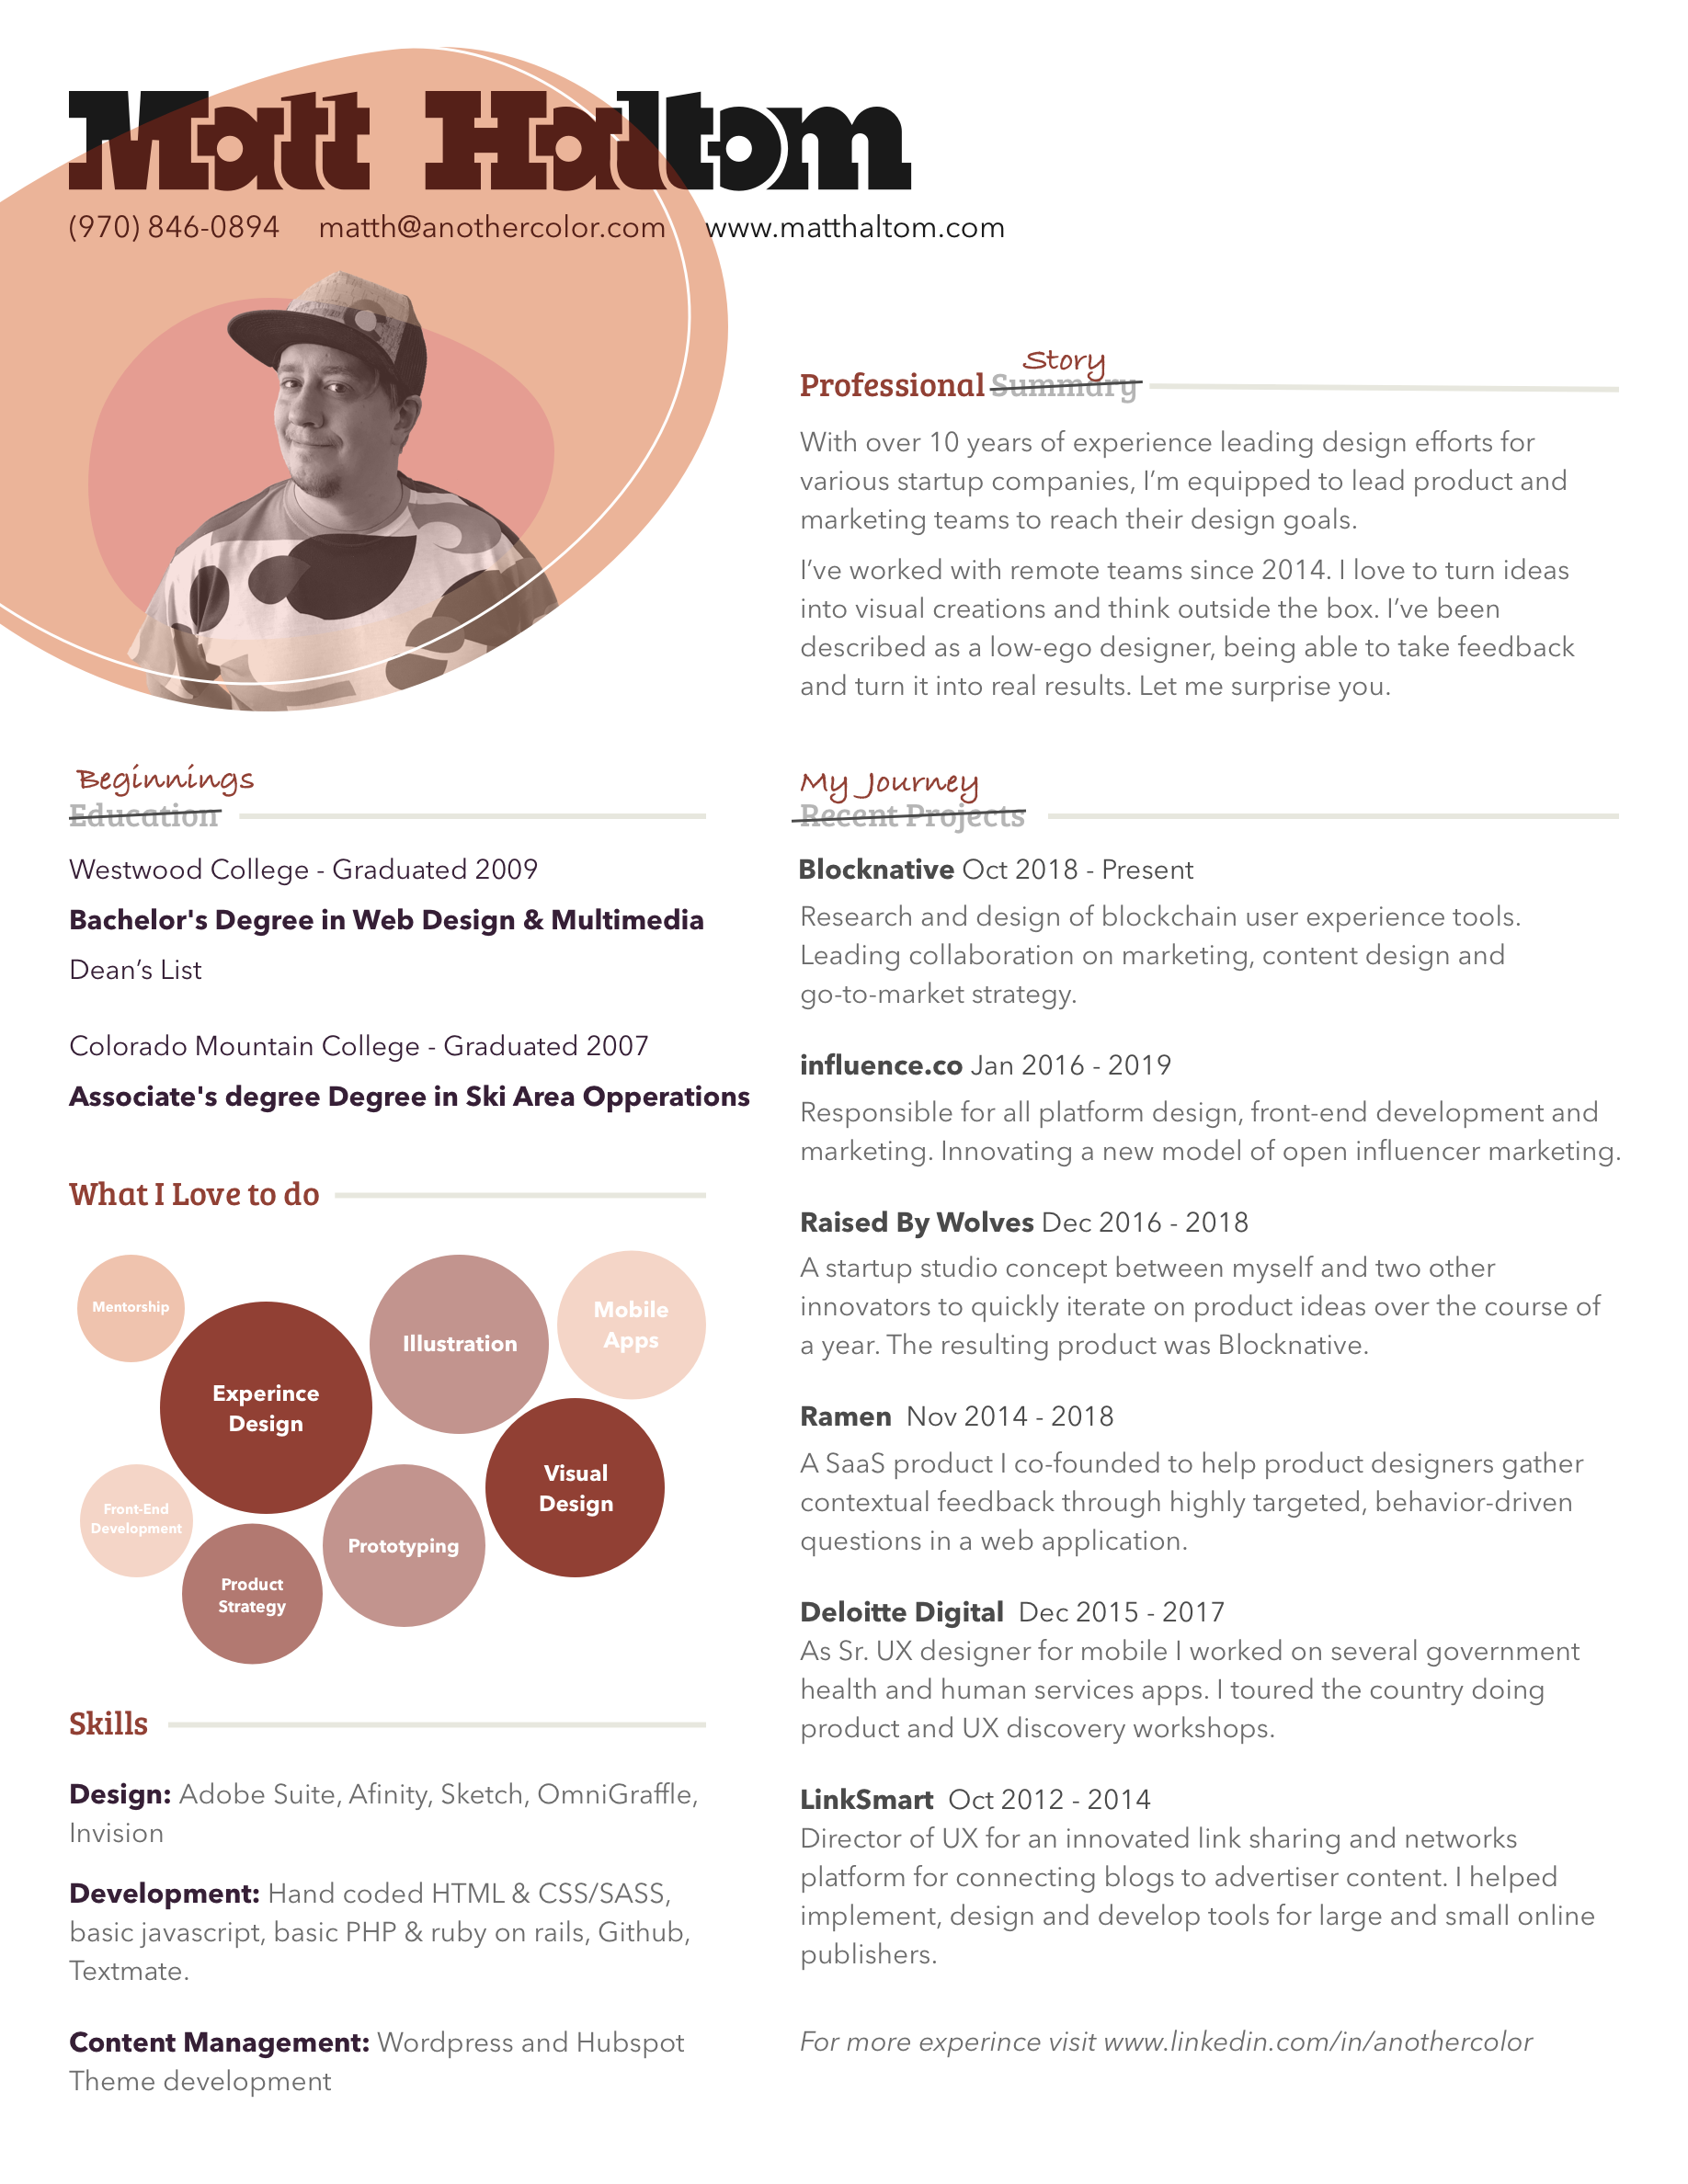 Matt Haltom
(970) 846-0894 matth@anothercolor.com www.matthaltom.com
Story
Professional Summary
With over 10 years of experience leading design efforts for
various startup companies, I’m equipped to lead product and
marketing teams to reach their design goals.
I’ve worked with remote teams since 2014. I love to turn ideas
into visual creations and think outside the box. I’ve been
described as a low-ego designer, being able to take feedback
and turn it into real results. Let me surprise you.
Beginnings
Education
Westwood College - Graduated 2009
Bachelor's Degree in Web Design & Multimedia
Dean’s List
Colorado Mountain College - Graduated 2007
Associate's degree Degree in Ski Area Opperations
What I Love to do
Mentorship
Experince
Design
Illustration
Mobile
Apps
Front-End
Development
Product
Strategy
Prototyping
Visual
Design
Skills
Design: Adobe Suite, Afinity, Sketch, OmniGraffle,
Invision
Development: Hand coded HTML & CSS/SASS,
basic javascript, basic PHP & ruby on rails, Github,
Textmate.
Content Management: Wordpress and Hubspot
Theme development
My Journey
Recent Projects
Blocknative Oct 2018 - Present
Research and design of blockchain user experience tools.
Leading collaboration on marketing, content design and
go-to-market strategy.
influence.co Jan 2016 - 2019
Responsible for all platform design, front-end development and
marketing. Innovating a new model of open influencer marketing.
Raised By Wolves Dec 2016 - 2018
A startup studio concept between myself and two other
innovators to quickly iterate on product ideas over the course of
a year. The resulting product was Blocknative.
Ramen Nov 2014 - 2018
A SaaS product I co-founded to help product designers gather
contextual feedback through highly targeted, behavior-driven
questions in a web application.
Deloitte Digital Dec 2015 - 2017
As Sr. UX designer for mobile I worked on several government
health and human services apps. I toured the country doing
product and UX discovery workshops.
LinkSmart Oct 2012 - 2014
Director of UX for an innovated link sharing and networks
platform for connecting blogs to advertiser content. I helped
implement, design and develop tools for large and small online
publishers.
For more experince visit www.linkedin.com/in/anothercolor